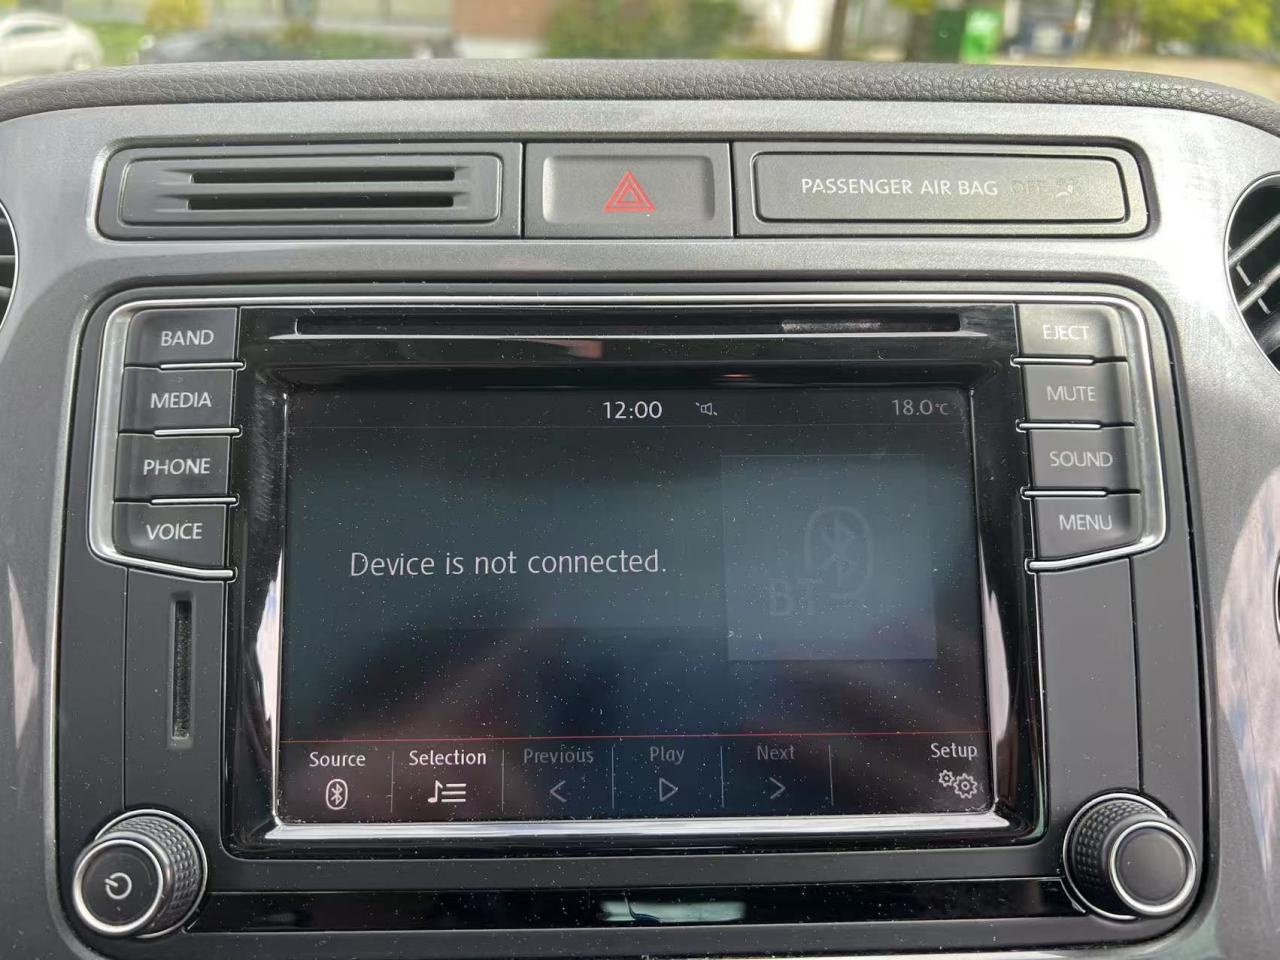 PASSENGER AIR BAG OFF
BAND
EJECT
MEDIA
MUTE
PHONE
SOUND
VOICE
MENU
12:00
18.0°C
Device is not connected.
BT
Source
Selection
Previous
Play
Next
Setup